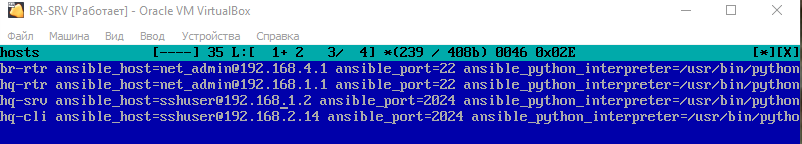 BR-SRV [Работает] - Oracle VM VirtualBox
Файл Машина Вид Ввод Устройства Справка
hosts [----] 35 L:[ 1+ 2 3/ 4] *(239 / 408b) 0046 0x02E [*][X]
br-rtr ansible_host=net_admin@192.168.4.1 ansible_port=22 ansible_python_interpreter=/usr/bin/python
hq-rtr ansible_host=net_admin@192.168.1.1 ansible_port=22 ansible_python_interpreter=/usr/bin/python
hq-srv ansible_host=sshuser@192.168.1.2 ansible_port=2024 ansible_python_interpreter=/usr/bin/python
hq-cli ansible_host=sshuser@192.168.2.14 ansible_port=2024 ansible_python_interpreter=/usr/bin/pytho